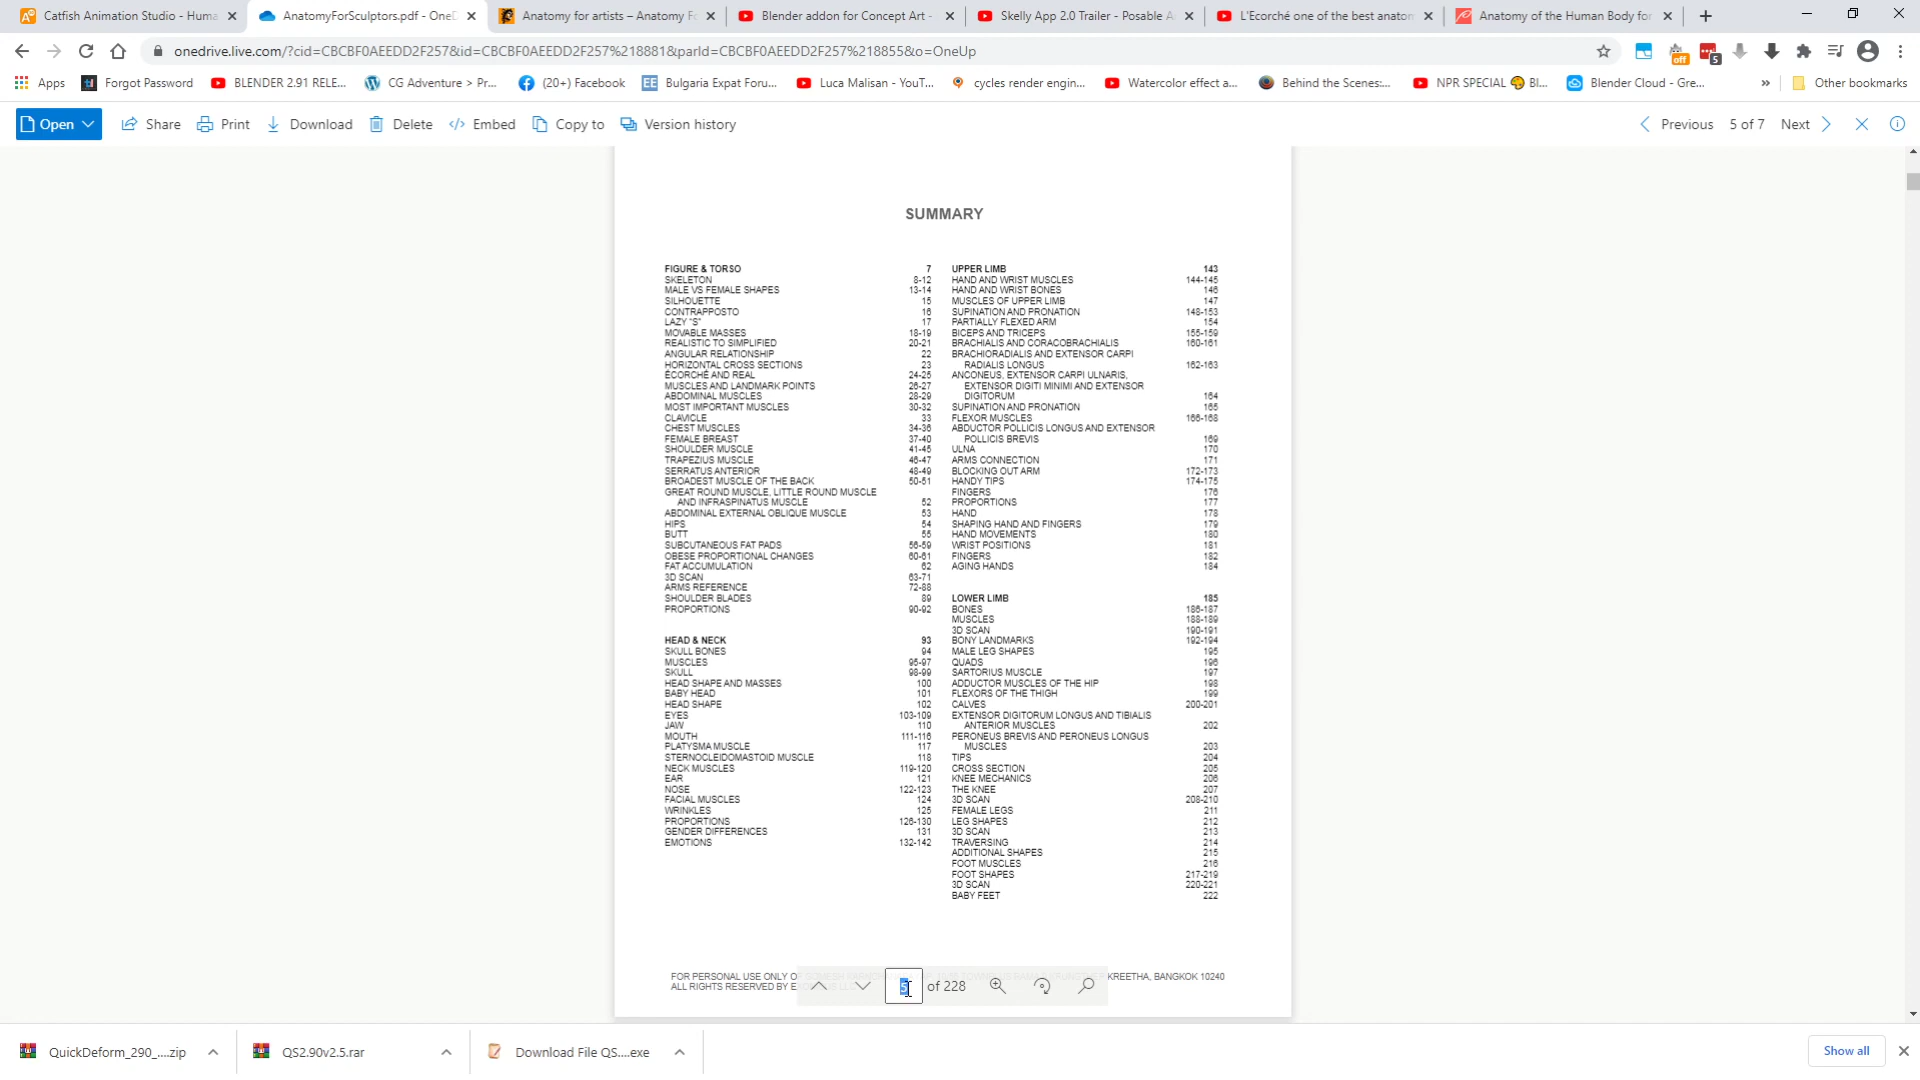 Catfish Animation Studio - Huma
AnatomyForSculptors.pdf - OneD
Anatomy for artists – Anatomy Fo
Blender addon for Concept Art -
Skelly App 2.0 Trailer - Posable A
L'Ecorché one of the best anaton
Anatomy of the Human Body for
onedrive.live.com/?cid=CBCBF0AEEDD2F257&id=CBCBF0AEEDD2F257%218881&parId=CBCBF0AEEDD2F257%218855&o=OneUp
off
5
Apps
Forgot Password
BLENDER 2.91 RELE...
CG Adventure > Pr...
(20+) Facebook
Bulgaria Expat Foru...
Luca Malisan - YouT...
cycles render engin...
Watercolor effect a...
Behind the Scenes:...
NPR SPECIAL Bl...
Blender Cloud - Gre...
»
Other bookmarks
Open
Share
Print
Download
Delete
Embed
Copy to
Version history
Previous
5 of 7
Next
SUMMARY
FIGURE & TORSO 7
SKELETON 8-12
MALE VS FEMALE SHAPES 13-14
SILHOUETTE 15
CONTRAPPOSTO 16
LAZY "S" 17
MOVABLE MASSES 18-19
REALISTIC TO SIMPLIFIED 20-21
ANGULAR RELATIONSHIP 22
HORIZONTAL CROSS SECTIONS 23
ÉCORCHÉ AND REAL 24-25
MUSCLES AND LANDMARK POINTS 26-27
ABDOMINAL MUSCLES 28-29
MOST IMPORTANT MUSCLES 30-32
CLAVICLE 33
CHEST MUSCLES 34-36
FEMALE BREAST 37-40
SHOULDER MUSCLE 41-45
TRAPEZIUS MUSCLE 46-47
SERRATUS ANTERIOR 48-49
BROADEST MUSCLE OF THE BACK 50-51
GREAT ROUND MUSCLE, LITTLE ROUND MUSCLE
AND INFRASPINATUS MUSCLE 52
ABDOMINAL EXTERNAL OBLIQUE MUSCLE 53
HIPS 54
BUTT 55
SUBCUTANEOUS FAT PADS 56-59
OBESE PROPORTIONAL CHANGES 60-61
FAT ACCUMULATION 62
3D SCAN 63-71
ARMS REFERENCE 72-88
SHOULDER BLADES 89
PROPORTIONS 90-92
HEAD & NECK 93
SKULL BONES 94
MUSCLES 95-97
SKULL 98-99
HEAD SHAPE AND MASSES 100
BABY HEAD 101
HEAD SHAPE 102
EYES 103-109
JAW 110
MOUTH 111-116
PLATYSMA MUSCLE 117
STERNOCLEIDOMASTOID MUSCLE 118
NECK MUSCLES 119-120
EAR 121
NOSE 122-123
FACIAL MUSCLES 124
WRINKLES 125
PROPORTIONS 126-130
GENDER DIFFERENCES 131
EMOTIONS 132-142
UPPER LIMB 143
HAND AND WRIST MUSCLES 144-145
HAND AND WRIST BONES 146
MUSCLES OF UPPER LIMB 147
SUPINATION AND PRONATION 148-153
PARTIALLY FLEXED ARM 154
BICEPS AND TRICEPS 155-159
BRACHIALIS AND CORACOBRACHIALIS 160-161
BRACHIORADIALIS AND EXTENSOR CARPI
RADIALIS LONGUS 162-163
ANCONEUS, EXTENSOR CARPI ULNARIS,
EXTENSOR DIGITI MINIMI AND EXTENSOR
DIGITORUM 164
SUPINATION AND PRONATION 165
FLEXOR MUSCLES 166-168
ABDUCTOR POLLICIS LONGUS AND EXTENSOR
POLLICIS BREVIS 169
ULNA 170
ARMS CONNECTION 171
BLOCKING OUT ARM 172-173
HANDY TIPS 174-175
FINGERS 176
PROPORTIONS 177
HAND 178
SHAPING HAND AND FINGERS 179
HAND MOVEMENTS 180
WRIST POSITIONS 181
FINGERS 182
AGING HANDS 184
LOWER LIMB 185
BONES 186-187
MUSCLES 188-189
3D SCAN 190-191
BONY LANDMARKS 192-194
MALE LEG SHAPES 195
QUADS 196
SARTORIUS MUSCLE 197
ADDUCTOR MUSCLES OF THE HIP 198
FLEXORS OF THE THIGH 199
CALVES 200-201
EXTENSOR DIGITORUM LONGUS AND TIBIALIS
ANTERIOR MUSCLES 202
PERONEUS BREVIS AND PERONEUS LONGUS
MUSCLES 203
TIPS 204
CROSS SECTION 205
KNEE MECHANICS 206
THE KNEE 207
3D SCAN 208-210
FEMALE LEGS 211
LEG SHAPES 212
3D SCAN 213
TRAVERSING 214
ADDITIONAL SHAPES 215
FOOT MUSCLES 216
FOOT SHAPES 217-219
3D SCAN 220-221
BABY FEET 222
FOR PERSONAL USE ONLY O KREETHA, BANGKOK 10240
ALL RIGHTS RESERVED BY
5 of 228
QuickDeform_290_....zip
QS2.90v2.5.rar
Download File QS....exe
Show all